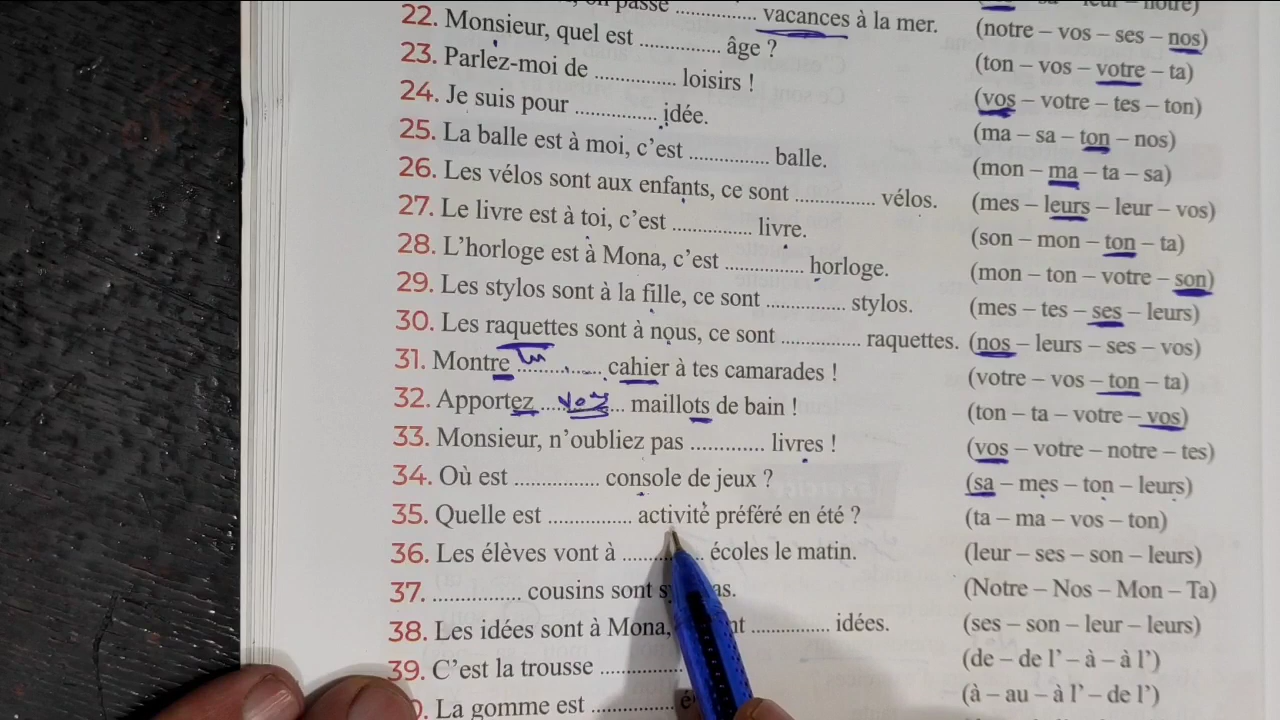 passé ............... vacances à la mer.
22. Monsieur, quel est ............... âge ? (notre – vos – ses – nos)
23. Parlez-moi de ............... loisirs ! (ton – vos – votre – ta)
24. Je suis pour ............... idée. (vos – votre – tes – ton)
25. La balle est à moi, c'est ............... balle. (ma – sa – ton – nos)
26. Les vélos sont aux enfants, ce sont ............... vélos. (mon – ma – ta – sa)
27. Le livre est à toi, c'est ............... livre. (mes – leurs – leur – vos)
28. L'horloge est à Mona, c'est ............... horloge. (son – mon – ton – ta)
29. Les stylos sont à la fille, ce sont ............... stylos. (mon – ton – votre – son)
30. Les raquettes sont à nous, ce sont ............... raquettes. (mes – tes – ses – leurs)
31. Montre ............... cahier à tes camarades ! (nos – leurs – ses – vos)
32. Apportez ... vos ... maillots de bain ! (votre – vos – ton – ta)
33. Monsieur, n'oubliez pas ............. livres ! (ton – ta – votre – vos)
34. Où est ............... console de jeux ? (vos – votre – notre – tes)
35. Quelle est ............... activité préféré en été ? (sa – mes – ton – leurs)
36. Les élèves vont à ............... écoles le matin. (ta – ma – vos – ton)
37. ............... cousins sont (leur – ses – son – leurs)
38. Les idées sont à Mona, ............... idées. (Notre – Nos – Mon – Ta)
39. C'est la trousse ............... (ses – son – leur – leurs)
La gomme est ............... (de – de l' – à – à l')
(à – au – à l' – de l')